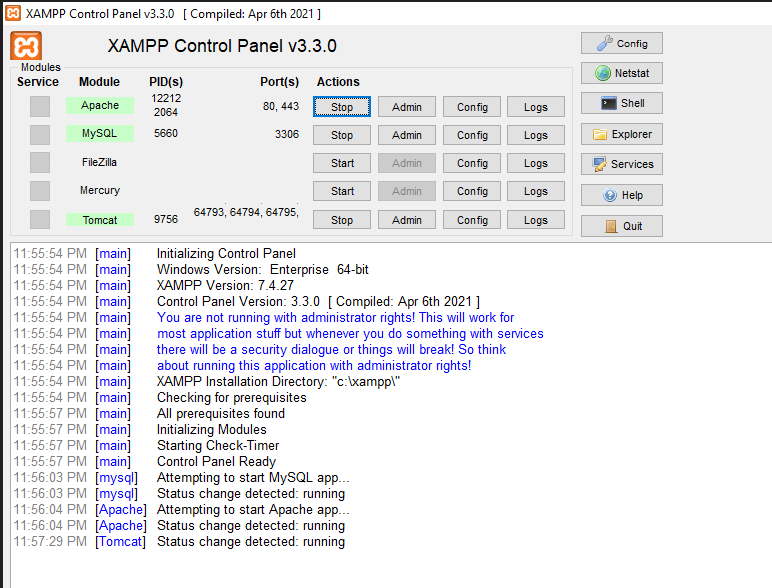 XAMPP Control Panel v3.3.0 [ Compiled: Apr 6th 2021 ]
XAMPP Control Panel v3.3.0
Config
Modules
Service Module PID(s) Port(s) Actions
Netstat
Apache 12212 2064 80, 443 Stop Admin Config Logs
Shell
MySQL 5660 3306 Stop Admin Config Logs
Explorer
FileZilla Start Admin Config Logs
Services
Mercury Start Admin Config Logs
Help
Tomcat 9756 64793, 64794, 64795, Stop Admin Config Logs
Quit
11:55:54 PM [main] Initializing Control Panel
11:55:54 PM [main] Windows Version: Enterprise 64-bit
11:55:54 PM [main] XAMPP Version: 7.4.27
11:55:54 PM [main] Control Panel Version: 3.3.0 [ Compiled: Apr 6th 2021 ]
11:55:54 PM [main] You are not running with administrator rights! This will work for
11:55:54 PM [main] most application stuff but whenever you do something with services
11:55:54 PM [main] there will be a security dialogue or things will break! So think
11:55:54 PM [main] about running this application with administrator rights!
11:55:54 PM [main] XAMPP Installation Directory: "c:\xampp\"
11:55:54 PM [main] Checking for prerequisites
11:55:57 PM [main] All prerequisites found
11:55:57 PM [main] Initializing Modules
11:55:57 PM [main] Starting Check-Timer
11:55:57 PM [main] Control Panel Ready
11:56:03 PM [mysql] Attempting to start MySQL app...
11:56:03 PM [mysql] Status change detected: running
11:56:04 PM [Apache] Attempting to start Apache app...
11:56:04 PM [Apache] Status change detected: running
11:57:29 PM [Tomcat] Status change detected: running